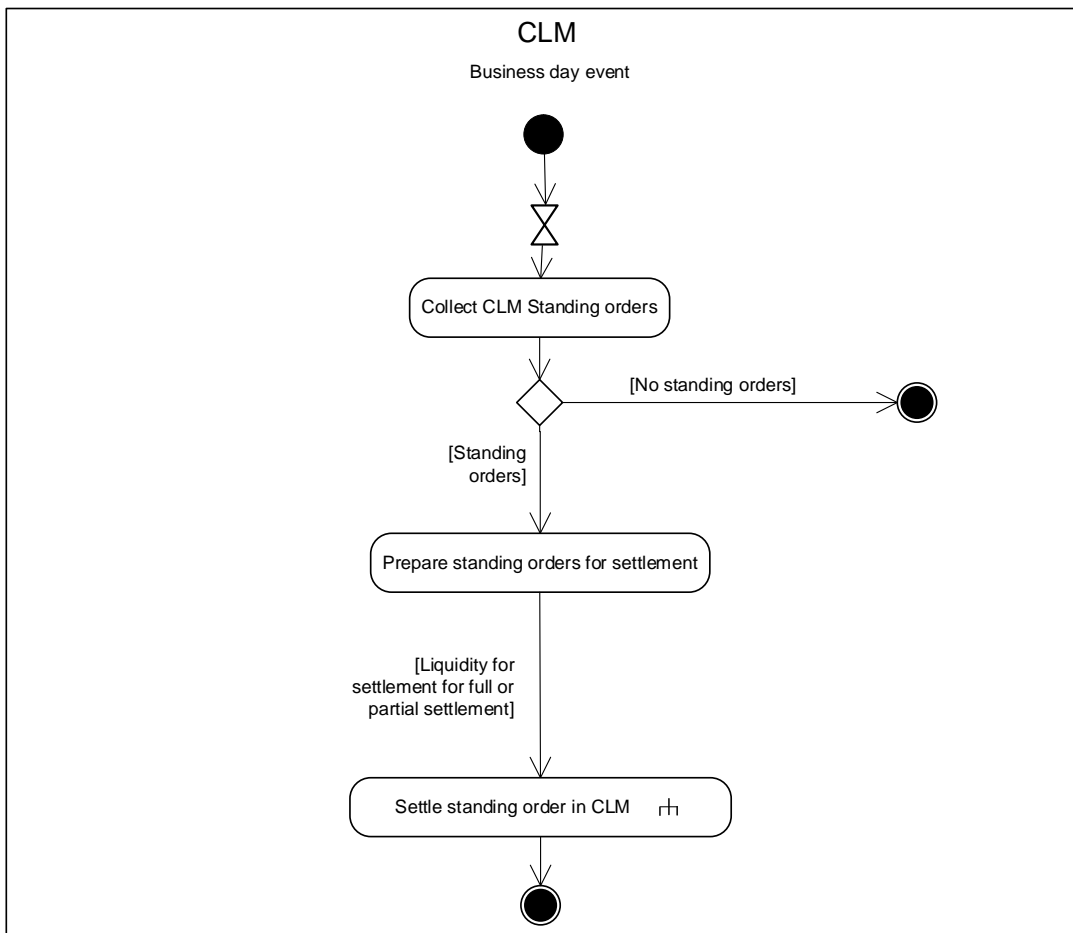 CLM
Business day event
Collect CLM Standing orders
[No standing orders]
[Standing
orders]
Prepare standing orders for settlement
[Liquidity for
settlement for full or
partial settlement]
Settle standing order in CLM